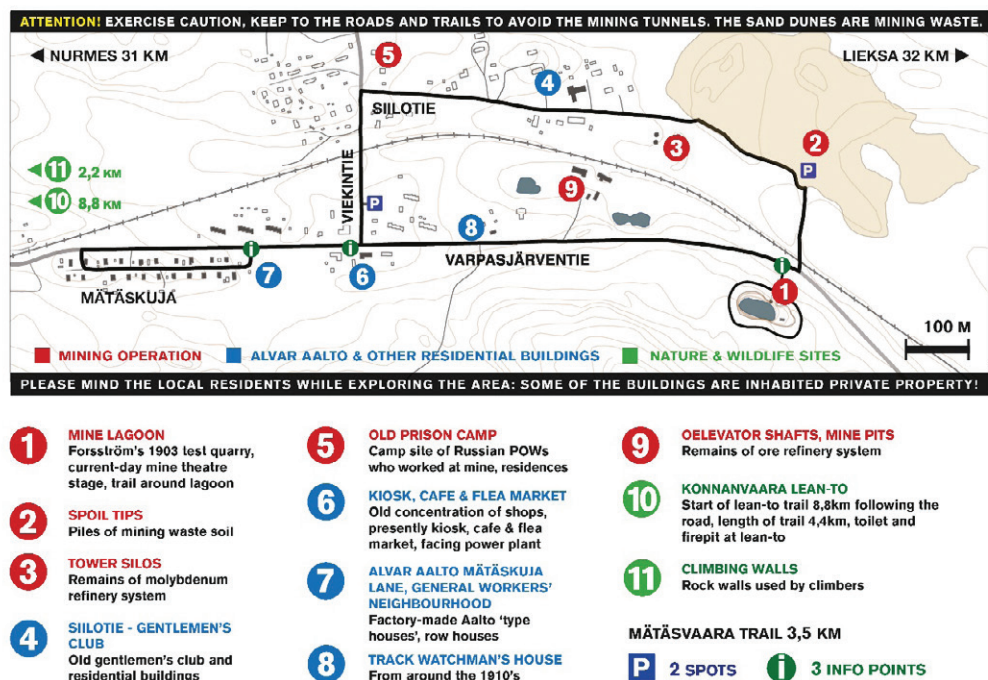 ATTENTION! EXERCISE CAUTION, KEEP TO THE ROADS AND TRAILS TO AVOID THE MINING TUNNELS. THE SAND DUNES ARE MINING WASTE.
NURMES 31 KM
LIEKSA 32 KM
5
4
SIILOTIE
3
2
P
11 2,2 KM
10 8,8 KM
VIEKINTIE
P
9
8
i
i
7
6
VARPASJÄRVENTIE
i
1
MÄTÄSKUJA
100 M
MINING OPERATION
ALVAR AALTO & OTHER RESIDENTIAL BUILDINGS
NATURE & WILDLIFE SITES
PLEASE MIND THE LOCAL RESIDENTS WHILE EXPLORING THE AREA: SOME OF THE BUILDINGS ARE INHABITED PRIVATE PROPERTY!
1
MINE LAGOON
Forsström's 1903 test quarry,
current-day mine theatre
stage, trail around lagoon
2
SPOIL TIPS
Piles of mining waste soil
3
TOWER SILOS
Remains of molybdenum
refinery system
4
SIILOTIE - GENTLEMEN'S
CLUB
Old gentlemen's club and
residential buildings
5
OLD PRISON CAMP
Camp site of Russian POWs
who worked at mine, residences
6
KIOSK, CAFE & FLEA MARKET
Old concentration of shops,
presently kiosk, cafe & flea
market, facing power plant
7
ALVAR AALTO MÄTÄSKUJA
LANE, GENERAL WORKERS'
NEIGHBOURHOOD
Factory-made Aalto 'type
houses', row houses
8
TRACK WATCHMAN'S HOUSE
From around the 1910's
9
OELEVATOR SHAFTS, MINE PITS
Remains of ore refinery system
10
KONNANVAARA LEAN-TO
Start of lean-to trail 8,8km following the
road, length of trail 4,4km, toilet and
firepit at lean-to
11
CLIMBING WALLS
Rock walls used by climbers
MÄTÄSVAARA TRAIL 3,5 KM
P 2 SPOTS
i 3 INFO POINTS